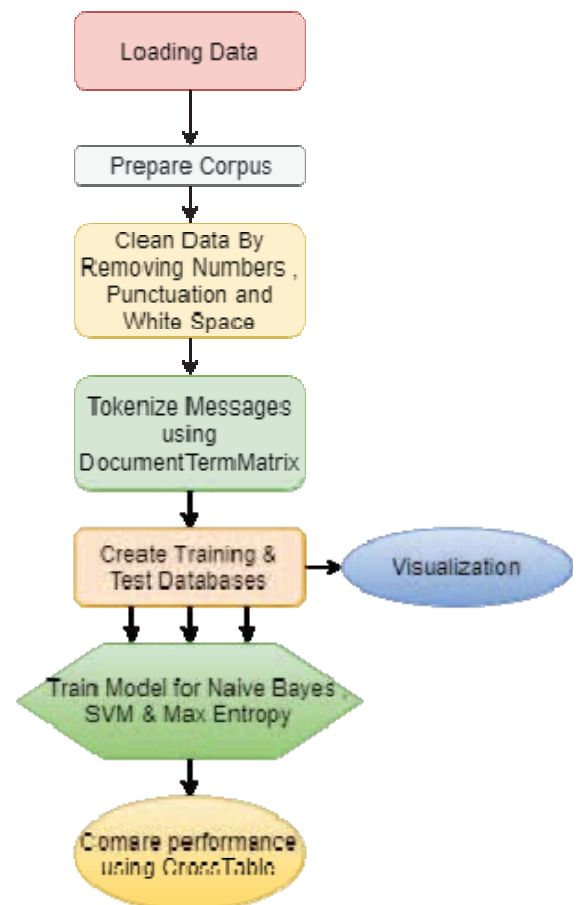 Loading Data
Prepare Corpus
Clean Data By
Removing Numbers ,
Punctuation and
White Space
Tokenize Messages
using
DocumentTermMatrix
Create Training &
Test Databases
Visualization
Train Model for Naive Bayes ,
SVM & Max Entropy
Comare performance
using CrossTable